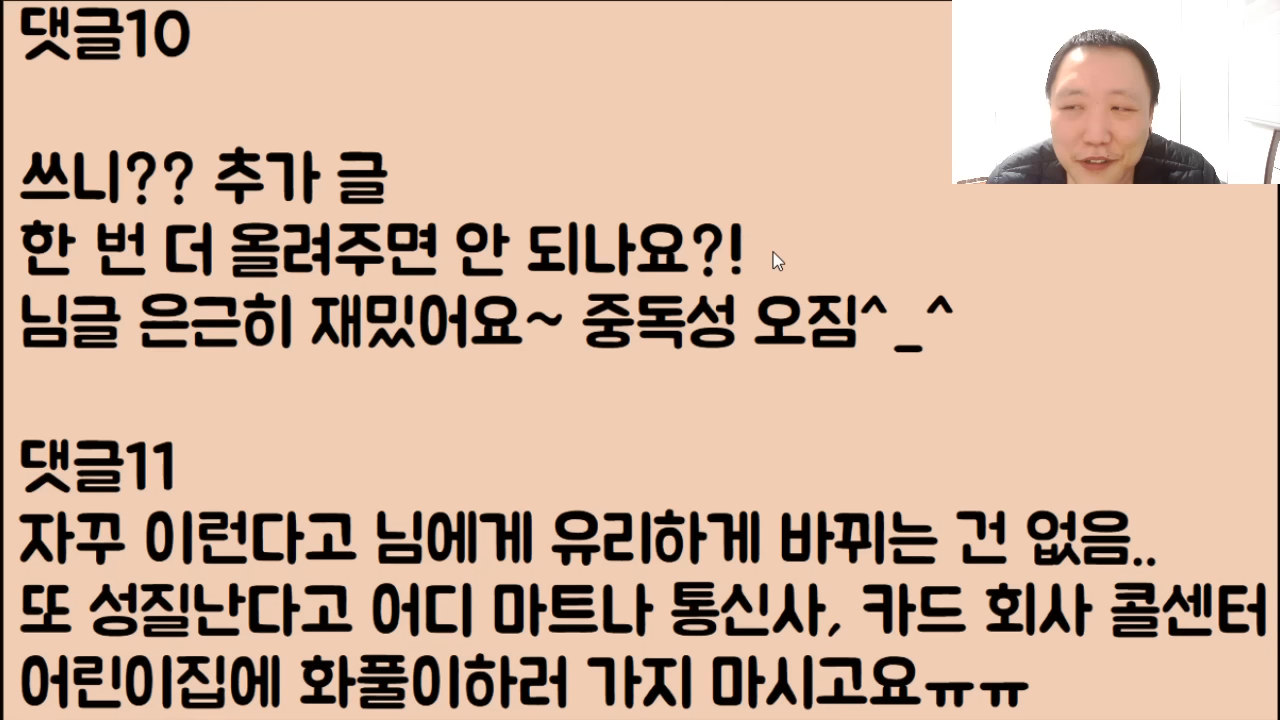 댓글10
쓰니?? 추가 글
한 번 더 올려주면 안 되나요?!
님글 은근히 재밌어요~ 중독성 오짐^_^
댓글11
자꾸 이런다고 님에게 유리하게 바뀌는 건 없음..
또 성질난다고 어디 마트나 통신사, 카드 회사 콜센터
어린이집에 화풀이하러 가지 마시고요ㅠㅠ